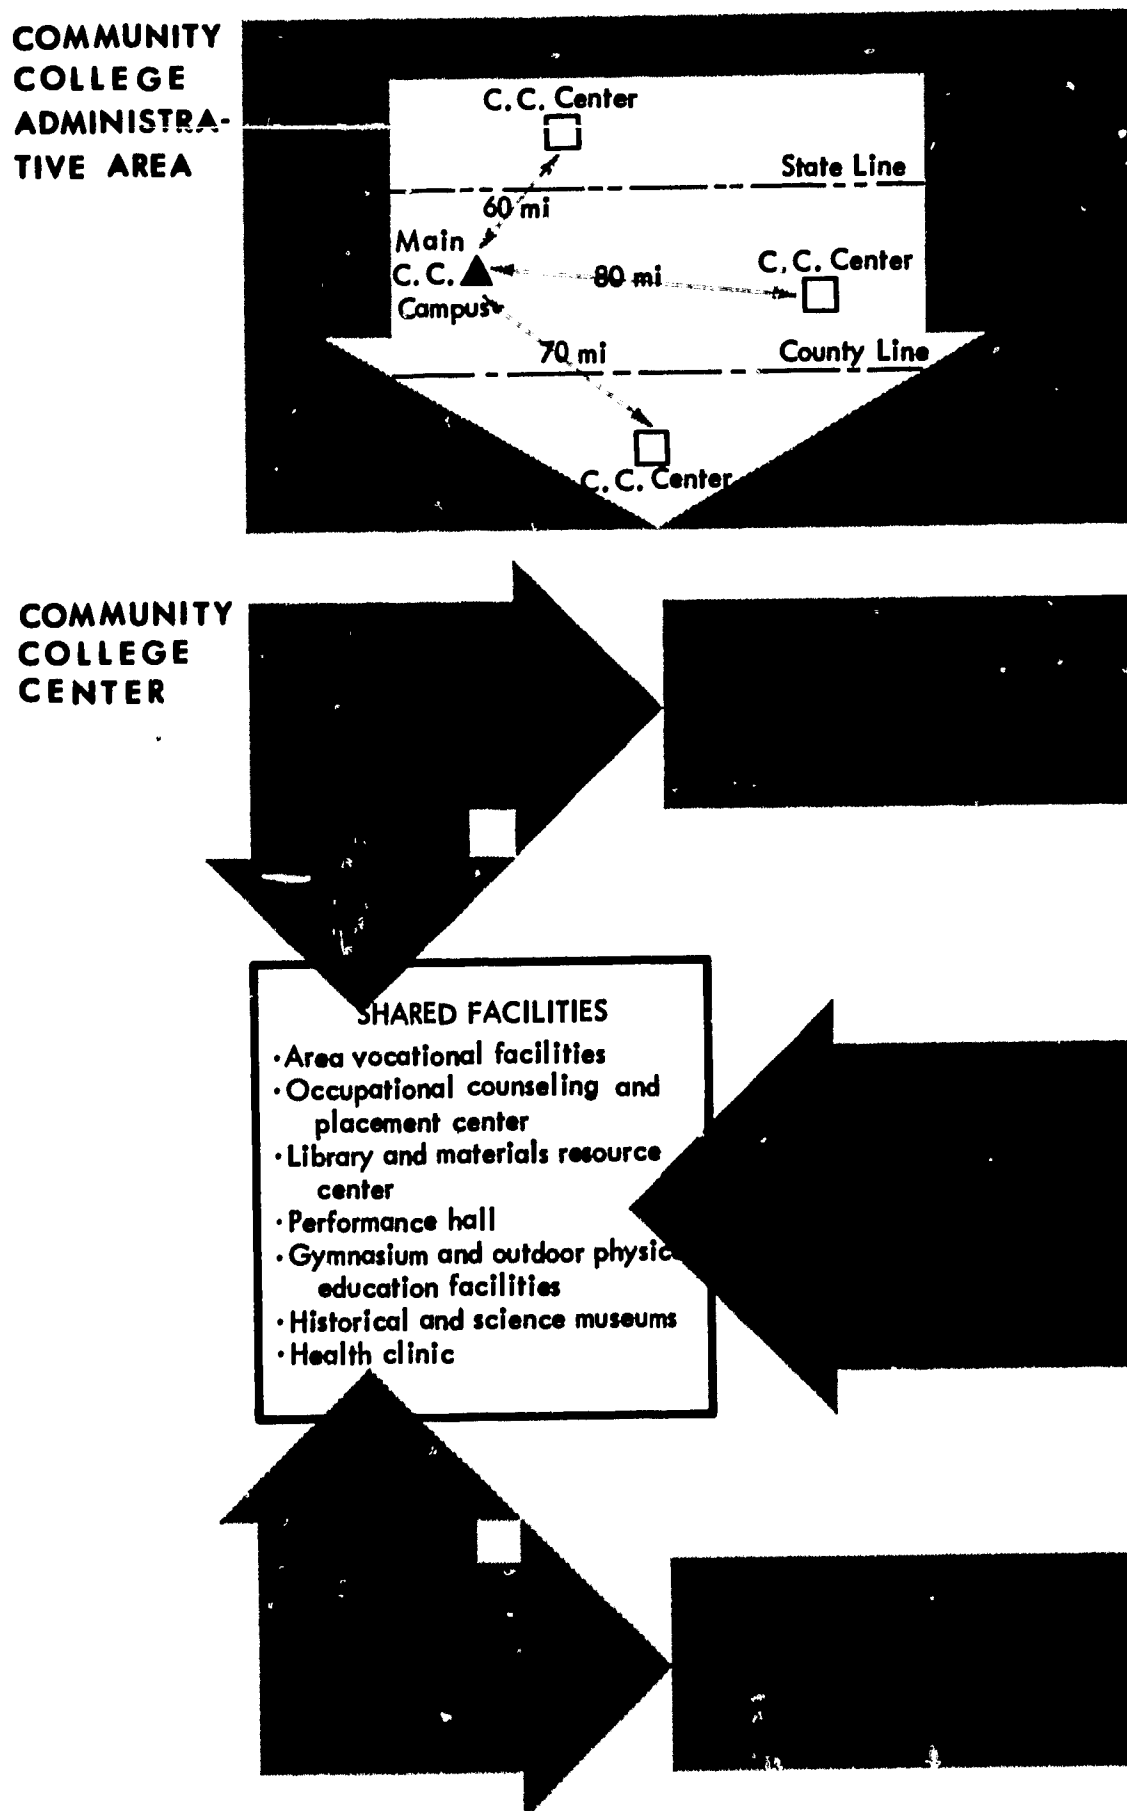 COMMUNITY
COLLEGE
ADMINISTRA-
TIVE AREA
C. C. Center
State Line
60 mi
Main
C. C.
Campus
80 mi
C. C. Center
70 mi
County Line
C. C. Center
COMMUNITY
COLLEGE
CENTER
SHARED FACILITIES
·Area vocational facilities
·Occupational counseling and
placement center
·Library and materials resource
center
·Performance hall
·Gymnasium and outdoor physic
education facilities
·Historical and science museums
·Health clinic